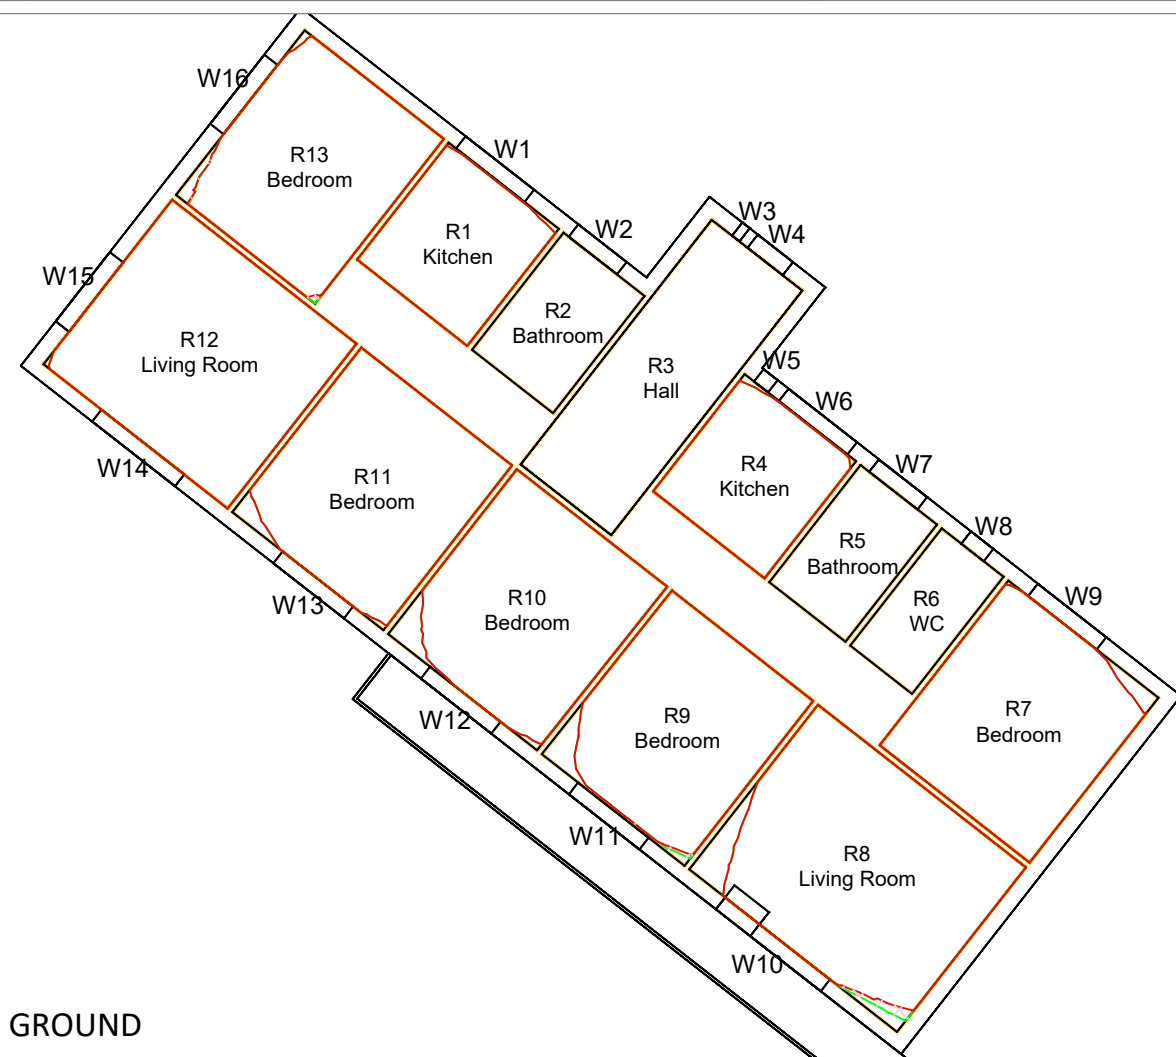 W16
W1
R13
Bedroom
W3
W2
W4
R1
Kitchen
W15
R2
Bathroom
R12
Living Room
W5
R3
Hall
W6
W14
R11
Bedroom
R4
Kitchen
W7
W8
R5
Bathroom
W13
R10
Bedroom
R6
WC
W9
W12
R9
Bedroom
R7
Bedroom
W11
R8
Living Room
W10
GROUND